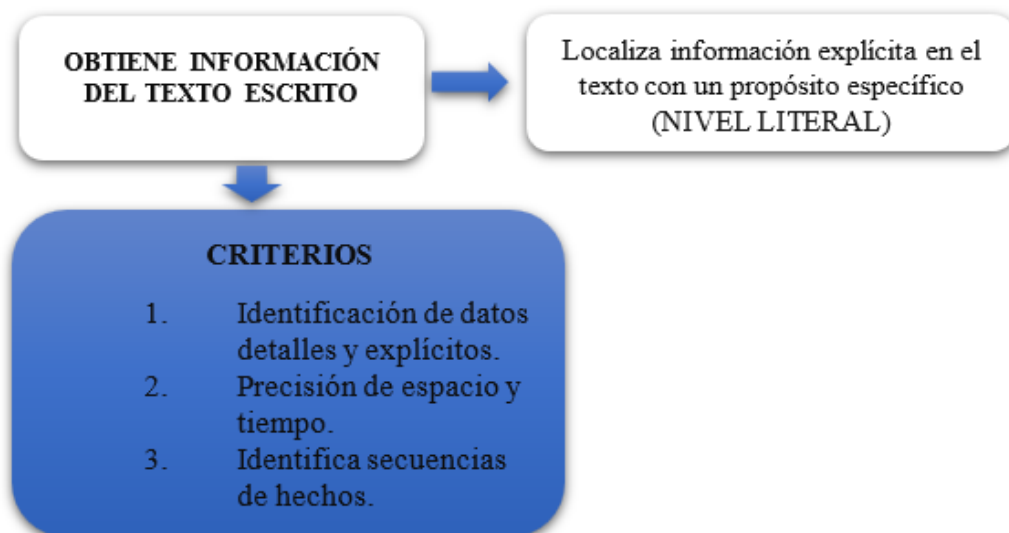 OBTIENE INFORMACIÓN
DEL TEXTO ESCRITO
Localiza información explícita en el
texto con un propósito específico
(NIVEL LITERAL)
CRITERIOS
1. Identificación de datos
detalles y explícitos.
2. Precisión de espacio y
tiempo.
3. Identifica secuencias
de hechos.